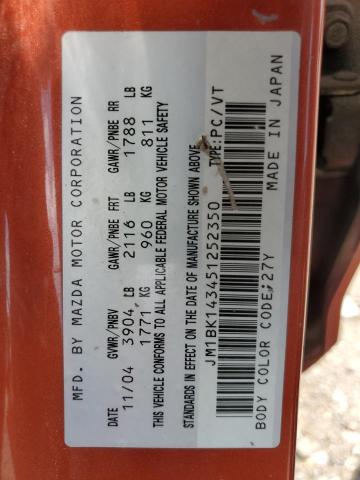 MFD. BY MAZDA MOTOR CORPORATION
DATE GVWR/PNBV GAWR/PNBE FRT GAWR/PNBE RR
11/04 3904 LB 2116 LB 1788 LB
1771 KG 960 KG 811 KG
THIS VEHICLE CONFORMS TO ALL APPLICABLE FEDERAL MOTOR VEHICLE SAFETY
STANDARDS IN EFFECT ON THE DATE OF MANUFACTURE SHOWN ABOVE.
JM1BK143451252350 TYPE:PC/VT
BODY COLOR CODE:27Y MADE IN JAPAN